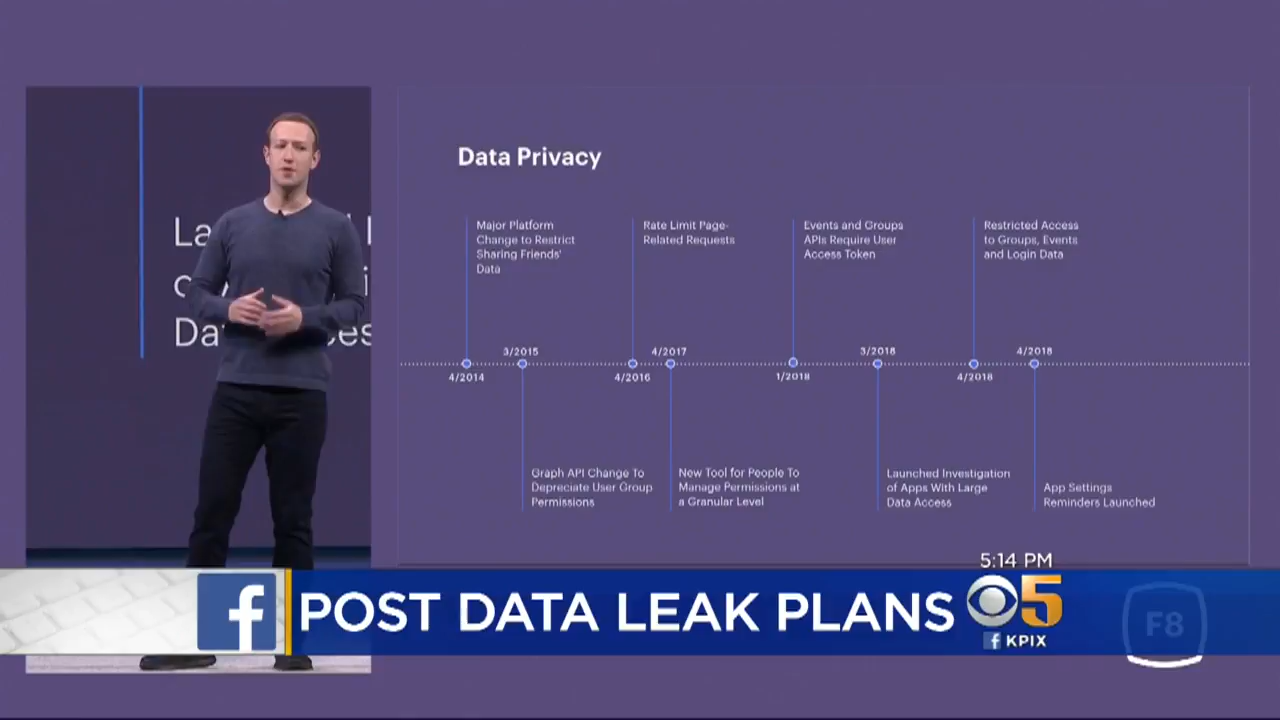 Data Privacy
Major Platform
Change to Restrict
Sharing Friends'
Data
Rate Limit Page-
Related Requests
Events and Groups
APIs Require User
Access Token
Restricted Access
to Groups, Events
and Login Data
3/2015
4/2017
3/2018
4/2018
4/2014
4/2016
1/2018
4/2018
Graph API Change To
Depreciate User Group
Permissions
New Tool for People To
Manage Permissions at
a Granular Level
Launched Investigation
of Apps With Large
Data Access
App Settings
Reminders Launched
5:14 PM
f POST DATA LEAK PLANS 5
f KPIX
F8